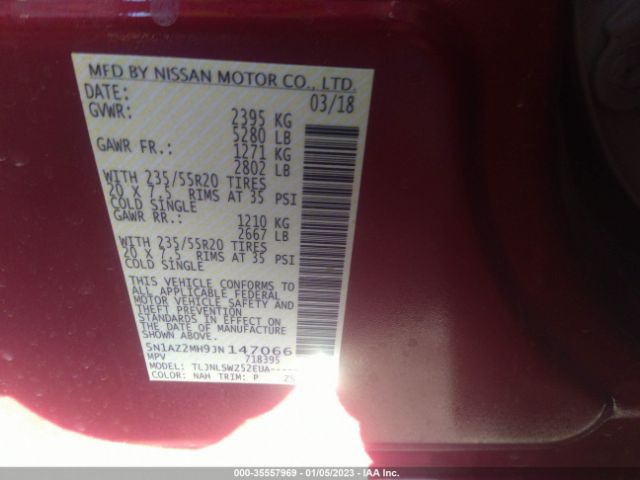 MFD BY NISSAN MOTOR CO., LTD.
DATE: 03/18
GVWR: 2395 KG
5280 LB
GAWR FR.: 1271 KG
2802 LB
WITH 235/55R20 TIRES
20 X 7.5 RIMS AT 35 PSI
COLD SINGLE
GAWR RR.: 1210 KG
2667 LB
WITH 235/55R20 TIRES
20 X 7.5 RIMS AT 35 PSI
COLD SINGLE
THIS VEHICLE CONFORMS TO
ALL APPLICABLE FEDERAL
MOTOR VEHICLE SAFETY AND
THEFT PREVENTION
STANDARDS IN EFFECT ON
THE DATE OF MANUFACTURE
SHOWN ABOVE.
5N1AZ2MH9JN147066
MPV 718395
MODEL: TLJNLSWZ52EUA-----
COLOR: NAH TRIM: P
000-35557969 | 01/05/2023 | IAA Inc.